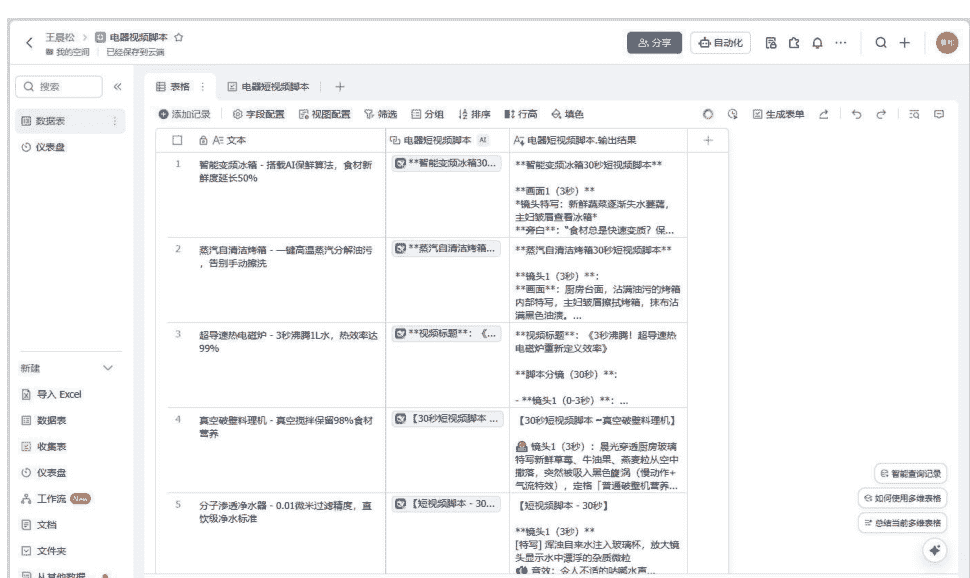 王晨松 > 电器视频脚本
我的空间 | 已经保存到云端
分享
自动化
搜索
数据表
仪表盘
新建
导入 Excel
数据表
收集表
仪表盘
工作流 New
文档
文件夹
从其他数据
表格
电器短视频脚本
添加记录
字段配置
视图配置
筛选
分组
排序
行高
填色
生成表单
文本
电器短视频脚本 AI
电器短视频脚本.输出结果
1
智能变频冰箱 - 搭载AI保鲜算法，食材新
鲜度延长50%
**智能变频冰箱30...
**智能变频冰箱30秒短视频脚本**
**画面1（3秒）**
*镜头特写：新鲜蔬菜逐渐失水萎蔫，
主妇皱眉查看冰箱*
**旁白**："食材总是快速变质？保...
2
蒸汽自清洁烤箱 - 一键高温蒸汽分解油污
，告别手动擦洗
**蒸汽自清洁烤箱...
**蒸汽自清洁烤箱30秒短视频脚本**
**镜头1（3秒）**：
**画面**：厨房台面，沾满油污的烤箱
内部特写，主妇皱眉擦拭烤箱，抹布沾
满黑色油渍。...
3
超导速热电磁炉 - 3秒沸腾1L水，热效率达
99%
**视频标题**：《...
**视频标题**：《3秒沸腾！超导速热
电磁炉重新定义效率》
**脚本分镜（30秒）**：
- **镜头1（0-3秒）**：...
4
真空破壁料理机 - 真空搅拌保留98%食材
营养
【30秒短视频脚本 ...
【30秒短视频脚本 –真空破壁料理机】
镜头1（3秒）：晨光穿透厨房玻璃
特写新鲜草莓、牛油果、燕麦粒从空中
撒落，突然被吸入黑色旋涡（慢动作+
气流特效），定格「普通破壁机营养...
5
分子渗透净水器 - 0.01微米过滤精度，直
饮级净水标准
【短视频脚本 - 30...
【短视频脚本 - 30秒】
**镜头1（3秒）**
[特写] 浑浊自来水注入玻璃杯，放大镜
头显示水中漂浮的杂质微粒
音效：令人不适的咕嘟水声...
智能查询记录
如何使用多维表格
总结当前多维表格